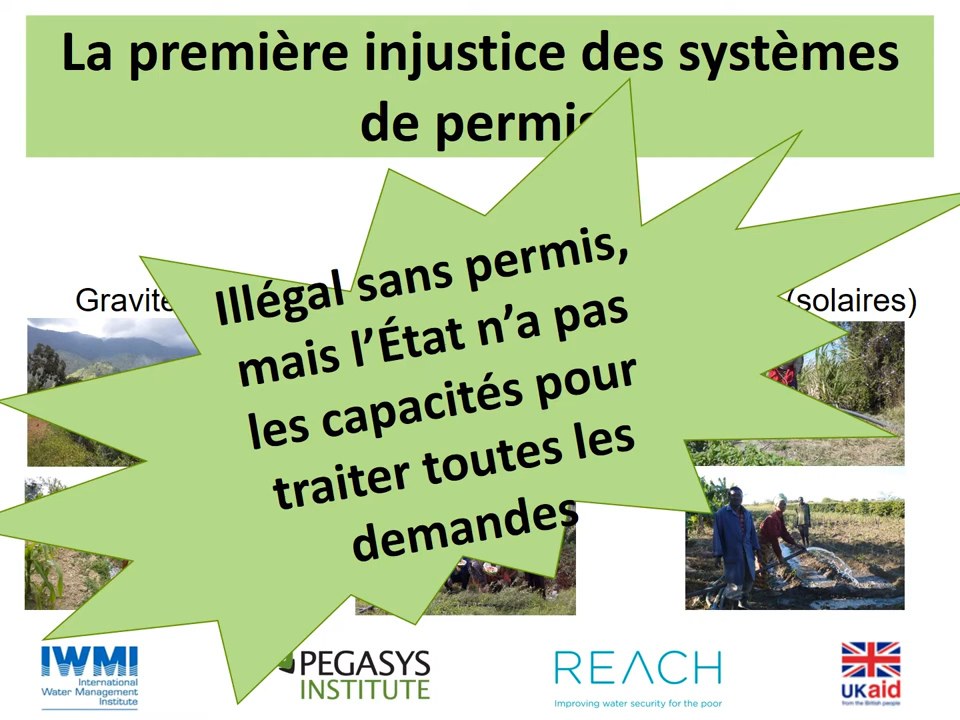 La première injustice des systèmes
de permis
Gravité
(solaires)
Illégal sans permis,
mais l’État n’a pas
les capacités pour
traiter toutes les
demandes
IWMI
International
Water Management
Institute
PEGASYS
INSTITUTE
REACH
Improving water security for the poor
UKaid
from the British people